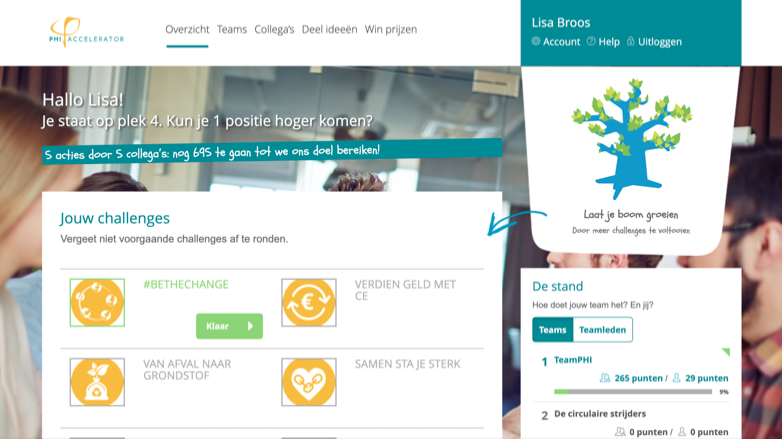 PHI ACCELERATOR
Overzicht Teams Collega's Deel ideeën Win prijzen
Lisa Broos
Account Help Uitloggen
Hallo Lisa!
Je staat op plek 4. Kun je 1 positie hoger komen?
5 acties door 5 collega's: nog 695 te gaan tot we ons doel bereiken!
Laat je boom groeien
Door meer challenges te voltooien
Jouw challenges
Vergeet niet voorgaande challenges af te ronden.
#BETHECHANGE
Klaar
VERDIEN GELD MET
CE
VAN AFVAL NAAR
GRONDSTOF
SAMEN STA JE STERK
De stand
Hoe doet jouw team het? En jij?
Teams Teamleden
1 TeamPHI
265 punten / 29 punten
9%
2 De circulaire strijders
0 punten / 0 punten